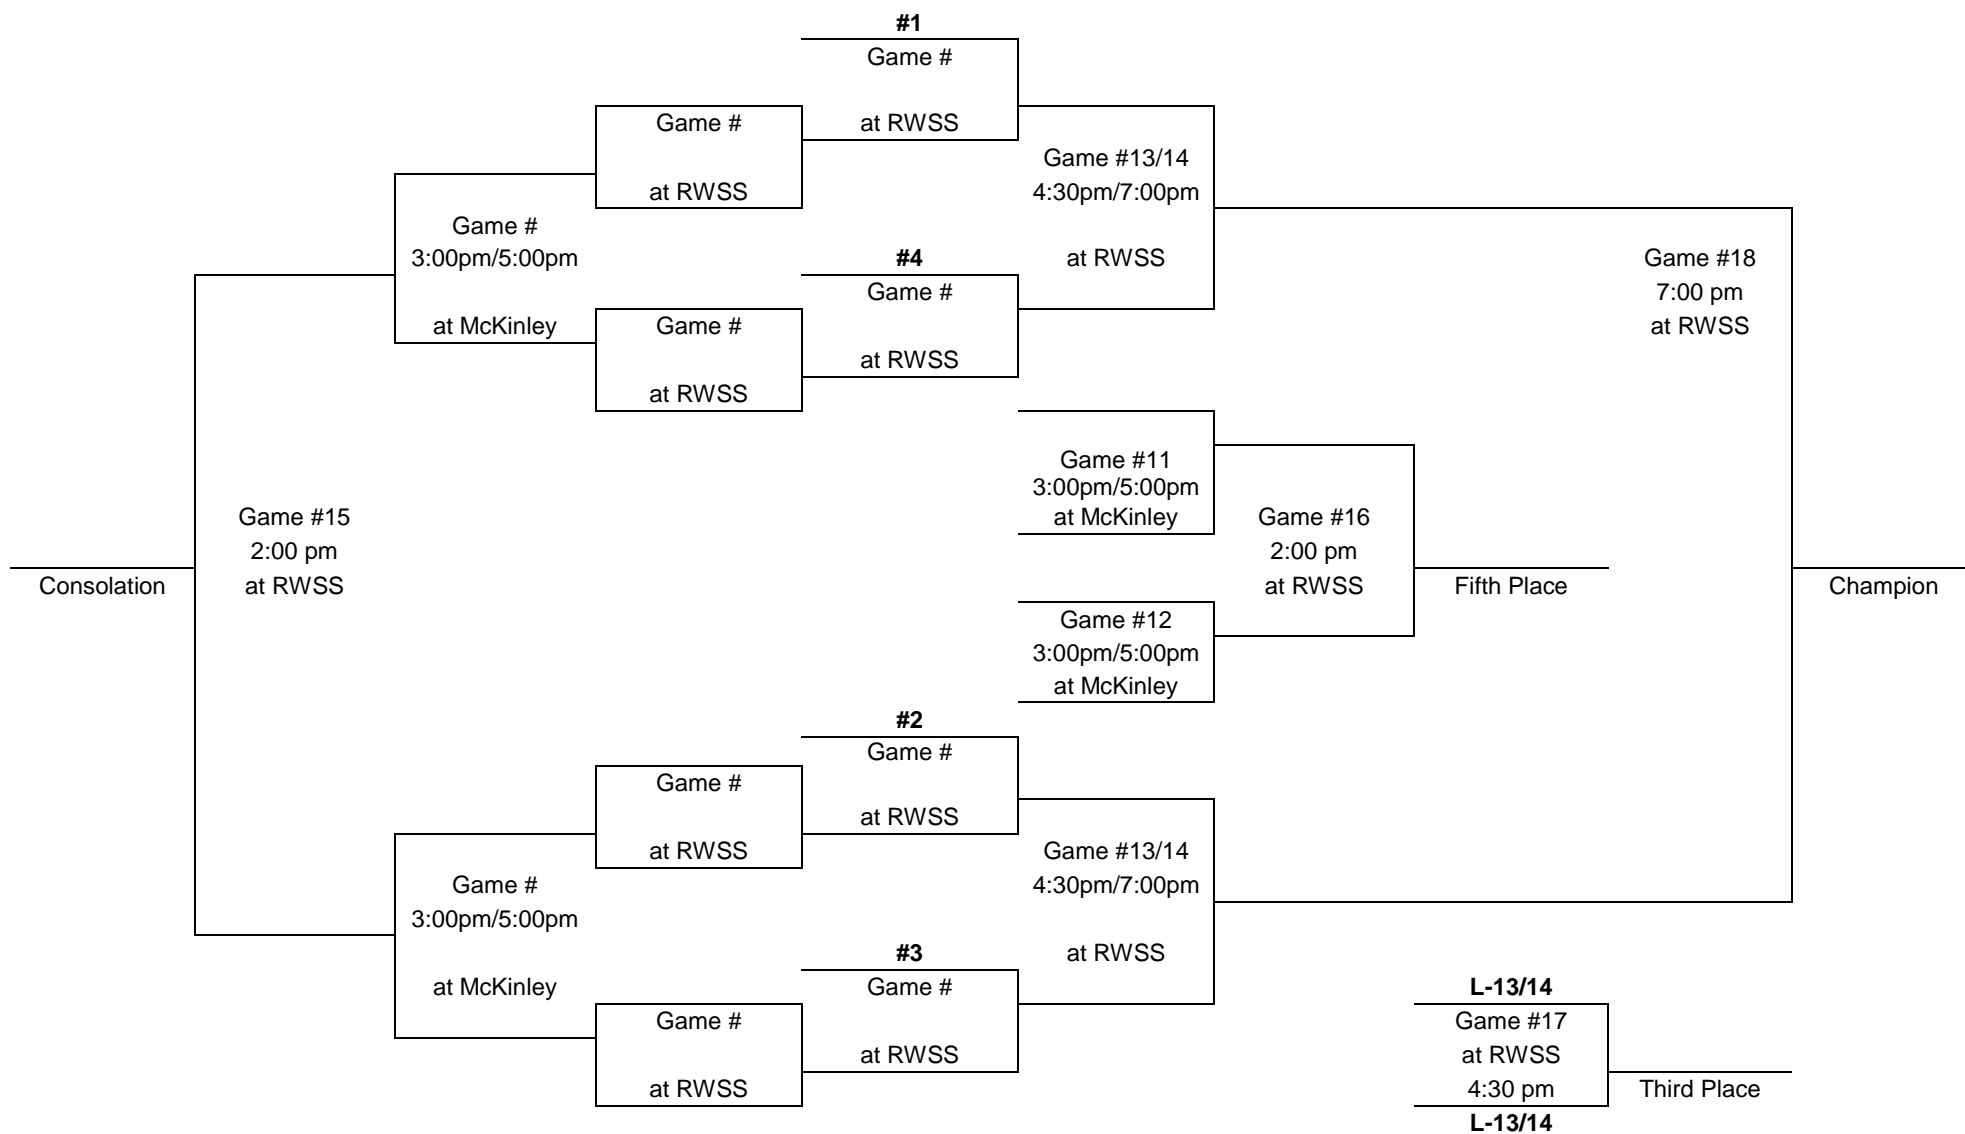 #1
Game #
at RWSS
Game #
at RWSS
Game #13/14
4:30pm/7:00pm
at RWSS
Game #
3:00pm/5:00pm
at McKinley
#4
Game #
at RWSS
Game #
at RWSS
Game #18
7:00 pm
at RWSS
Game #11
3:00pm/5:00pm
at McKinley
Game #15
2:00 pm
at RWSS
Consolation
Game #16
2:00 pm
at RWSS
Fifth Place
Champion
Game #12
3:00pm/5:00pm
at McKinley
#2
Game #
at RWSS
Game #
at RWSS
Game #13/14
4:30pm/7:00pm
at RWSS
Game #
3:00pm/5:00pm
at McKinley
#3
Game #
at RWSS
Game #
at RWSS
L-13/14
Game #17
at RWSS
4:30 pm
L-13/14
Third Place